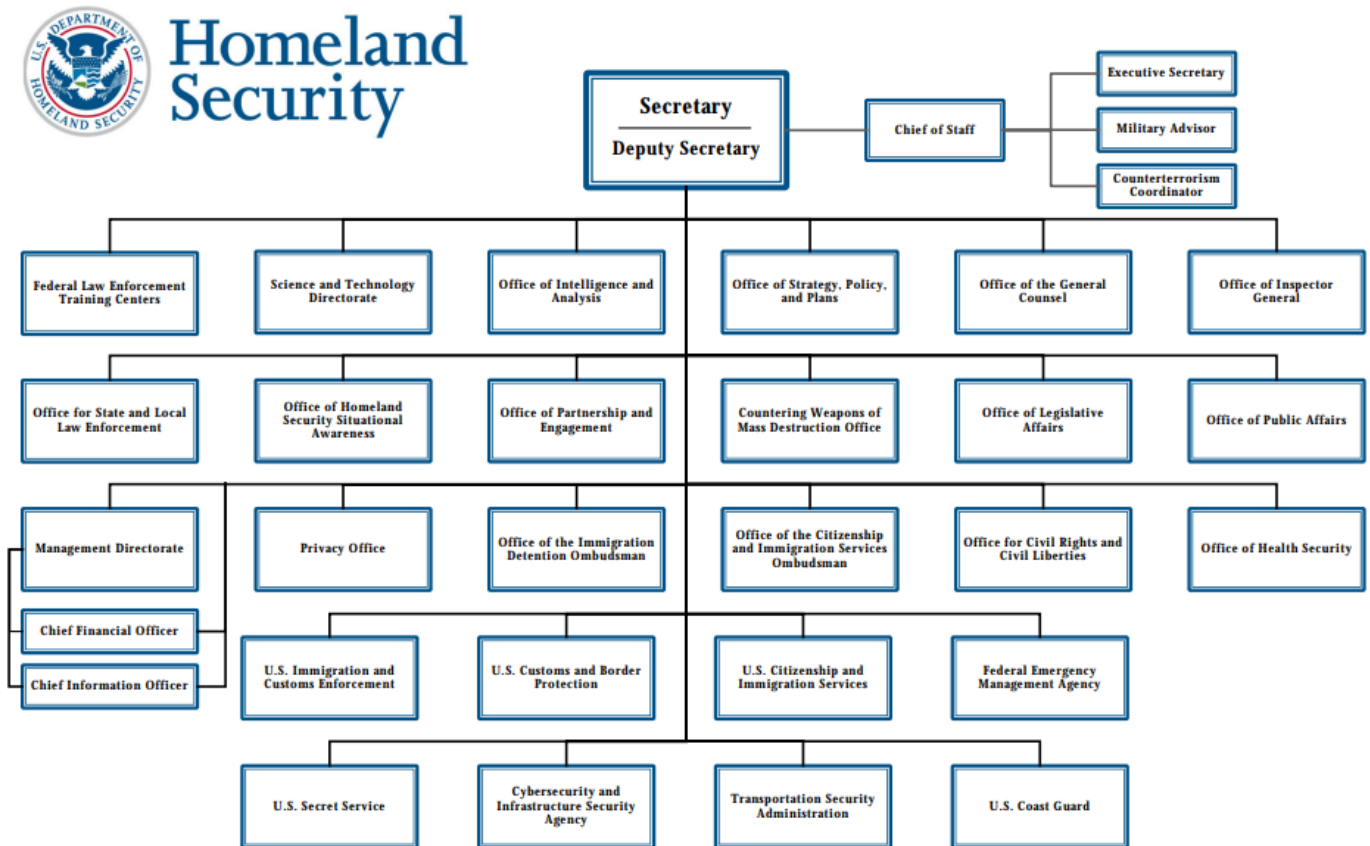 U.S. DEPARTMENT OF
HOMELAND SECURITY
Homeland
Security
Secretary
Deputy Secretary
Chief of Staff
Executive Secretary
Military Advisor
Counterterrorism
Coordinator
Federal Law Enforcement
Training Centers
Science and Technology
Directorate
Office of Intelligence and
Analysis
Office of Strategy, Policy,
and Plans
Office of the General
Counsel
Office of Inspector
General
Office for State and Local
Law Enforcement
Office of Homeland
Security Situational
Awareness
Office of Partnership and
Engagement
Countering Weapons of
Mass Destruction Office
Office of Legislative
Affairs
Office of Public Affairs
Management Directorate
Privacy Office
Office of the Immigration
Detention Ombudsman
Office of the Citizenship
and Immigration Services
Ombudsman
Office for Civil Rights and
Civil Liberties
Office of Health Security
Chief Financial Officer
Chief Information Officer
U.S. Immigration and
Customs Enforcement
U.S. Customs and Border
Protection
U.S. Citizenship and
Immigration Services
Federal Emergency
Management Agency
U.S. Secret Service
Cybersecurity and
Infrastructure Security
Agency
Transportation Security
Administration
U.S. Coast Guard